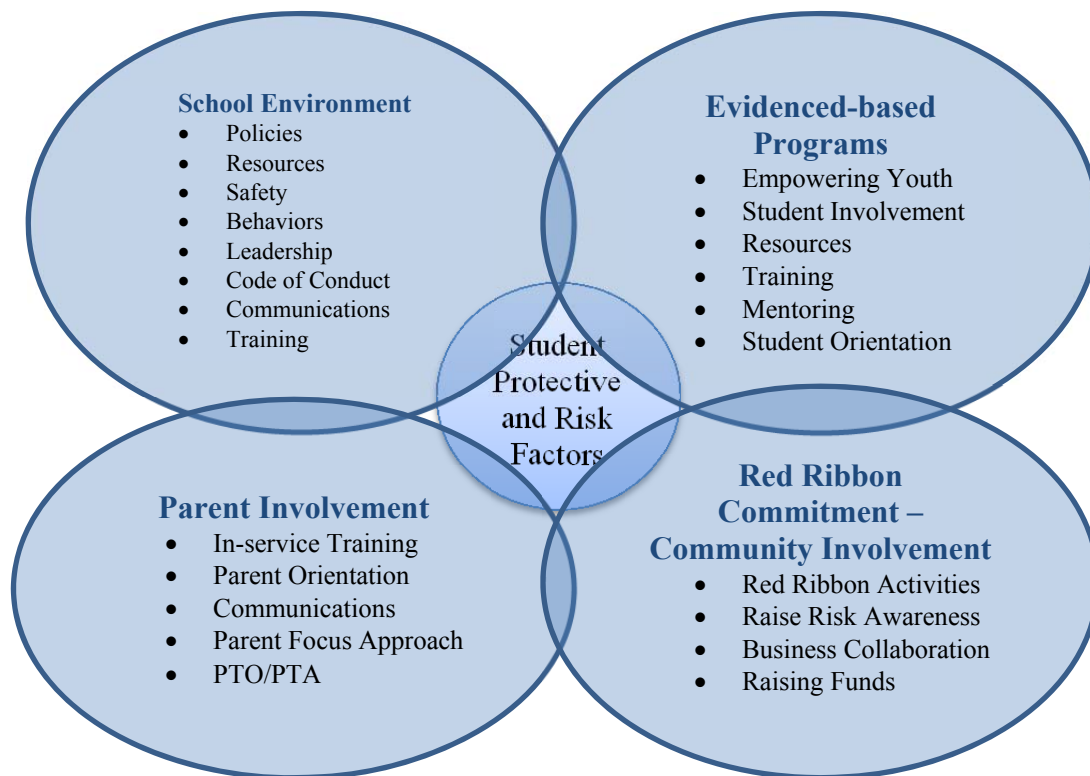 School Environment
• Policies
• Resources
• Safety
• Behaviors
• Leadership
• Code of Conduct
• Communications
• Training
Evidenced-based
Programs
• Empowering Youth
• Student Involvement
• Resources
• Training
• Mentoring
• Student Orientation
Student
Protective
and Risk
Factors
Parent Involvement
• In-service Training
• Parent Orientation
• Communications
• Parent Focus Approach
• PTO/PTA
Red Ribbon
Commitment –
Community Involvement
• Red Ribbon Activities
• Raise Risk Awareness
• Business Collaboration
• Raising Funds